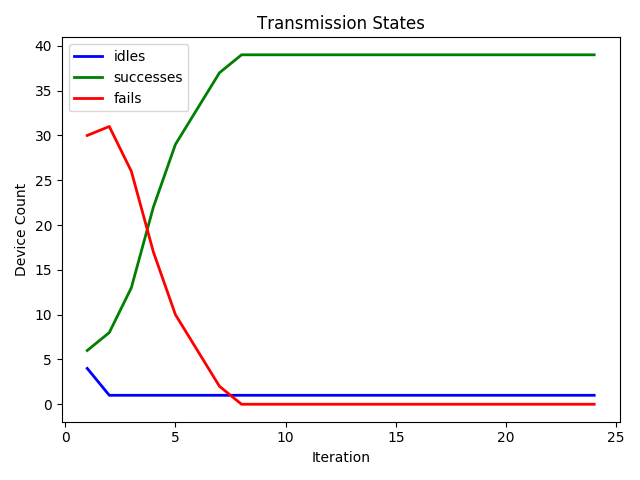 Transmission States
idles
successes
fails
Device Count
40
35
30
25
20
15
10
5
0
0 5 10 15 20 25
Iteration